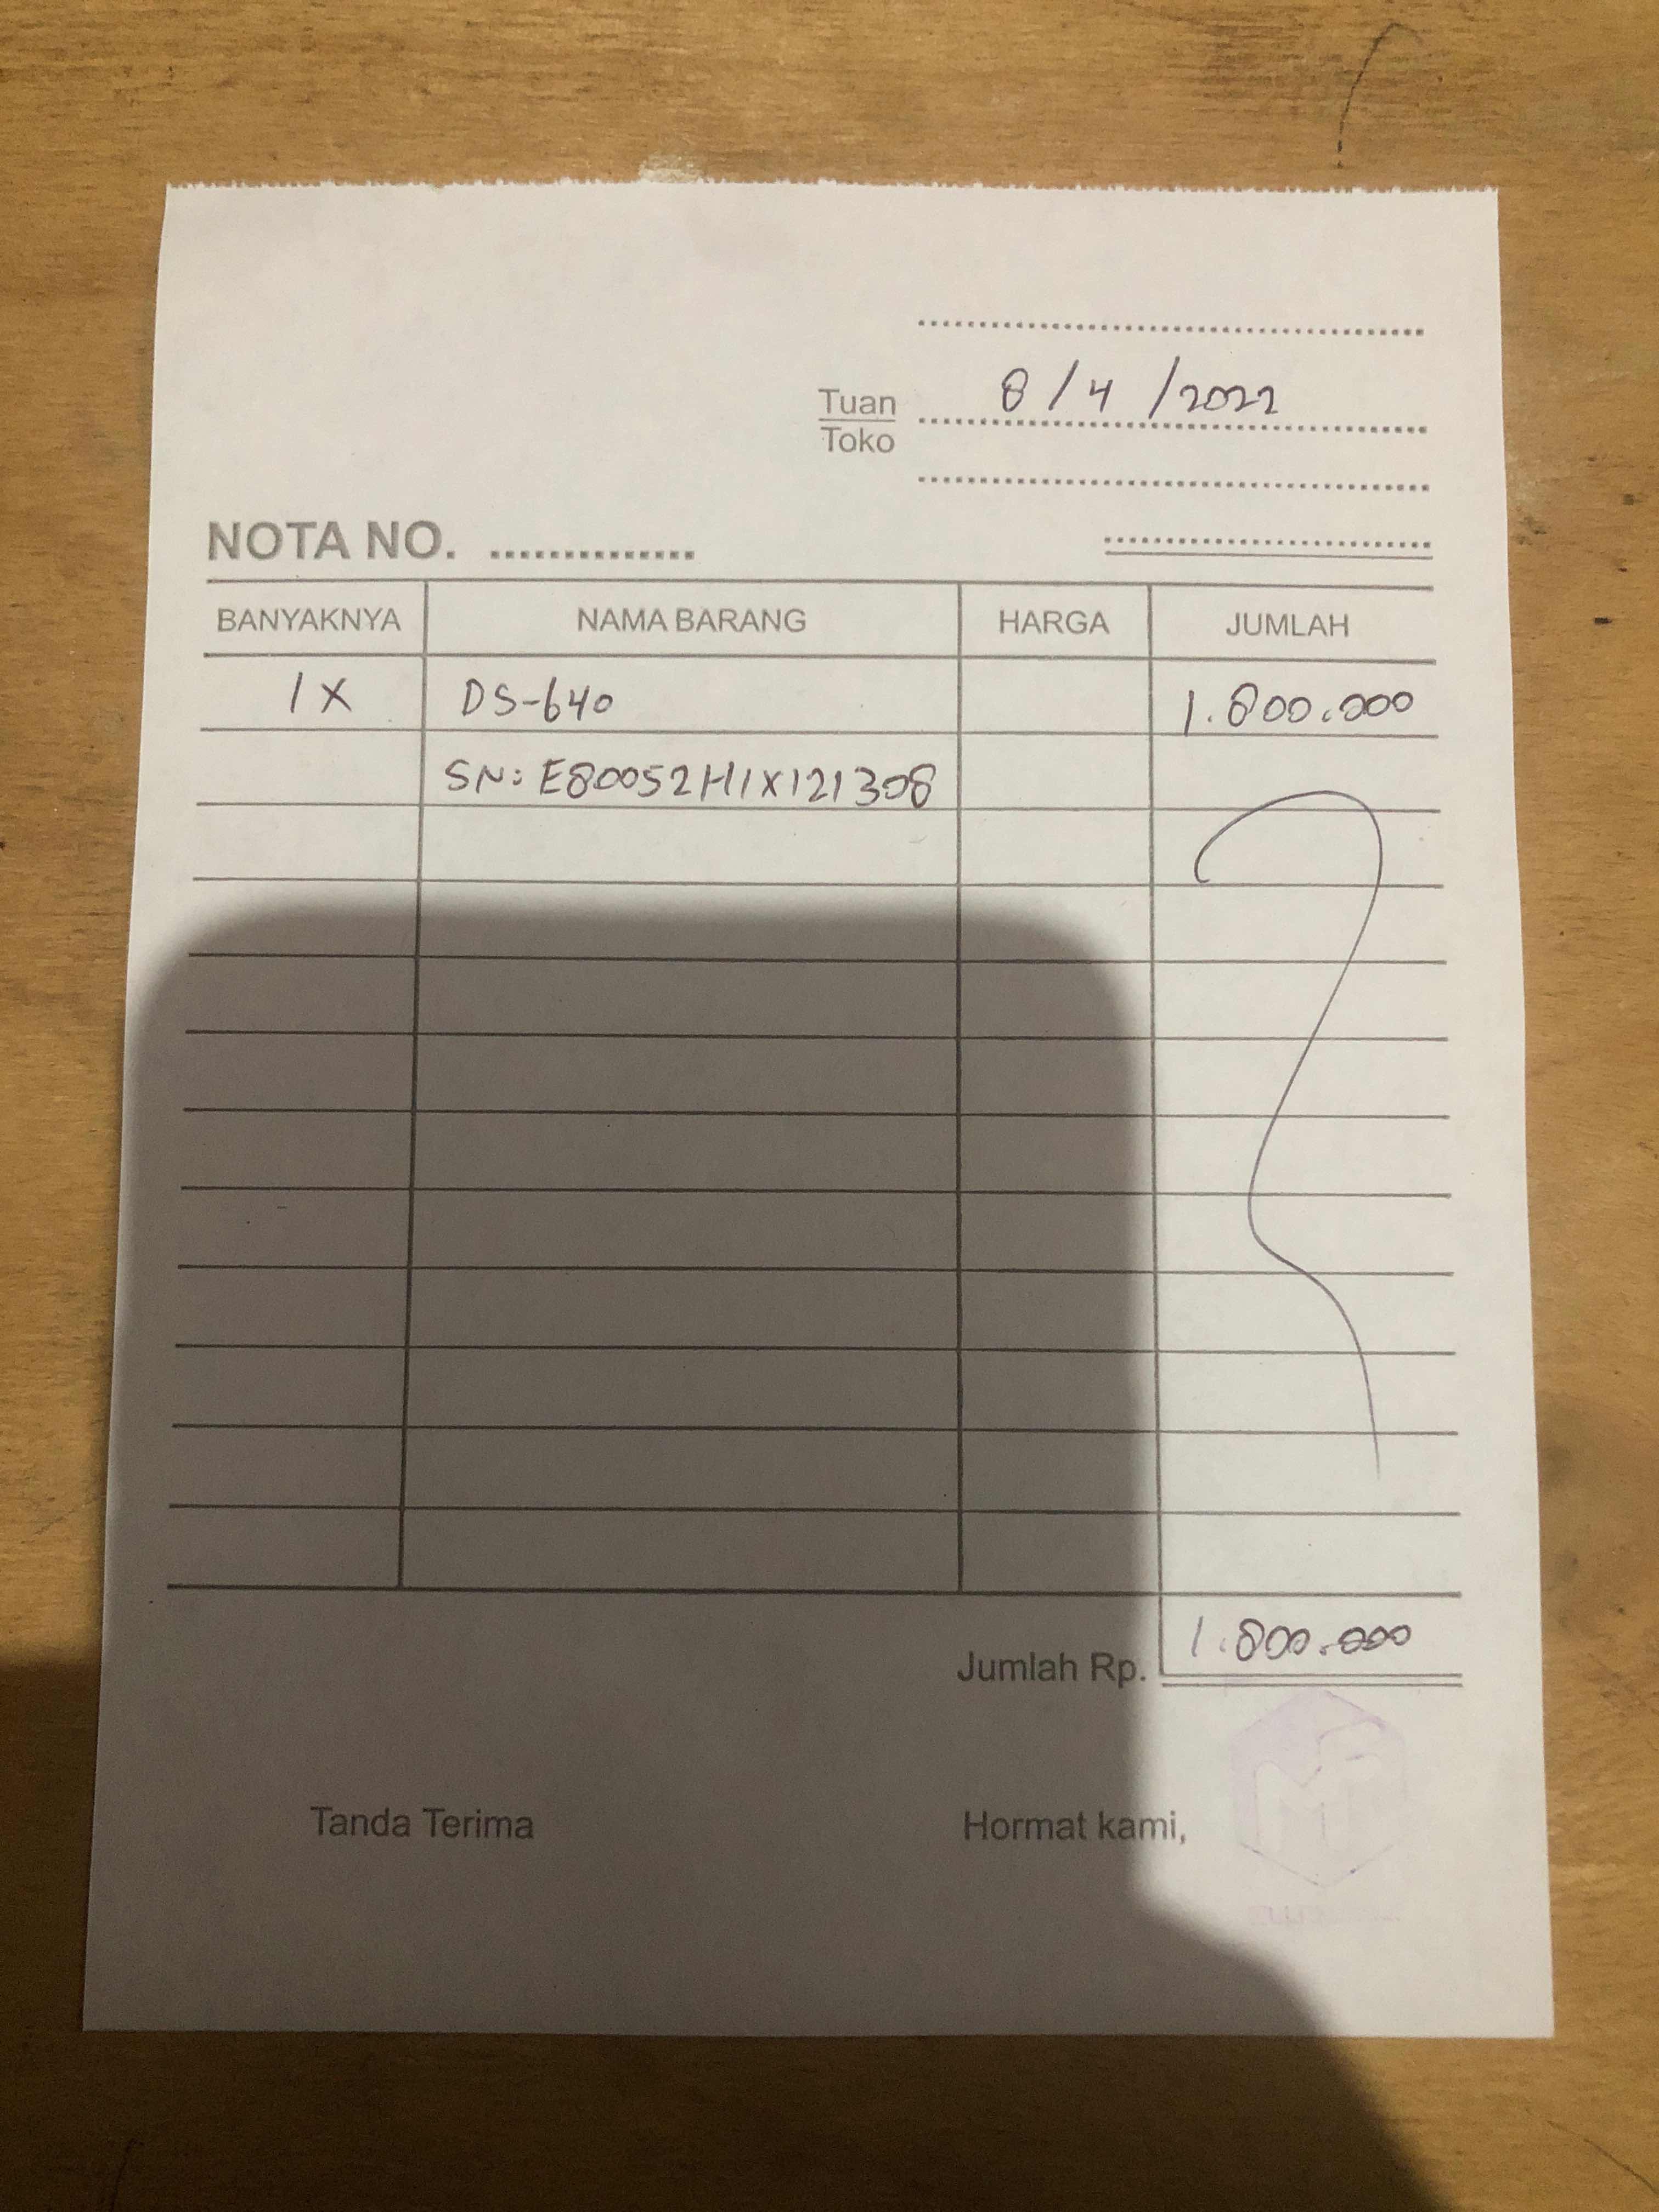 8/4/2022
Tuan
Toko
NOTA NO. ..............
BANYAKNYA NAMA BARANG HARGA JUMLAH
1X DS-640 1.800.000
SN: E80052H1X121308
Jumlah Rp. 1.800.000
Tanda Terima Hormat kami,